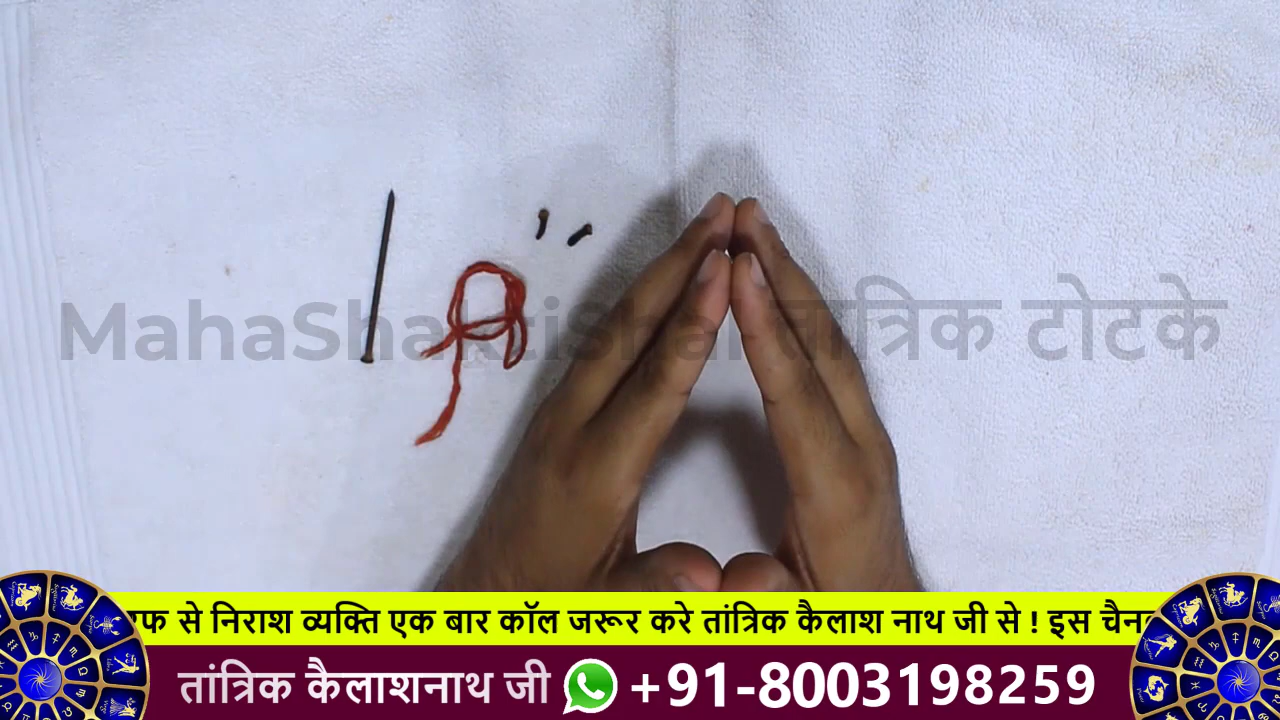 MahaShaktiShal तांत्रिक टोटके
से निराश व्यक्ति एक बार कॉल जरूर करे तांत्रिक कैलाश नाथ जी से ! इस
तांत्रिक कैलाशनाथ जी +91-8003198259